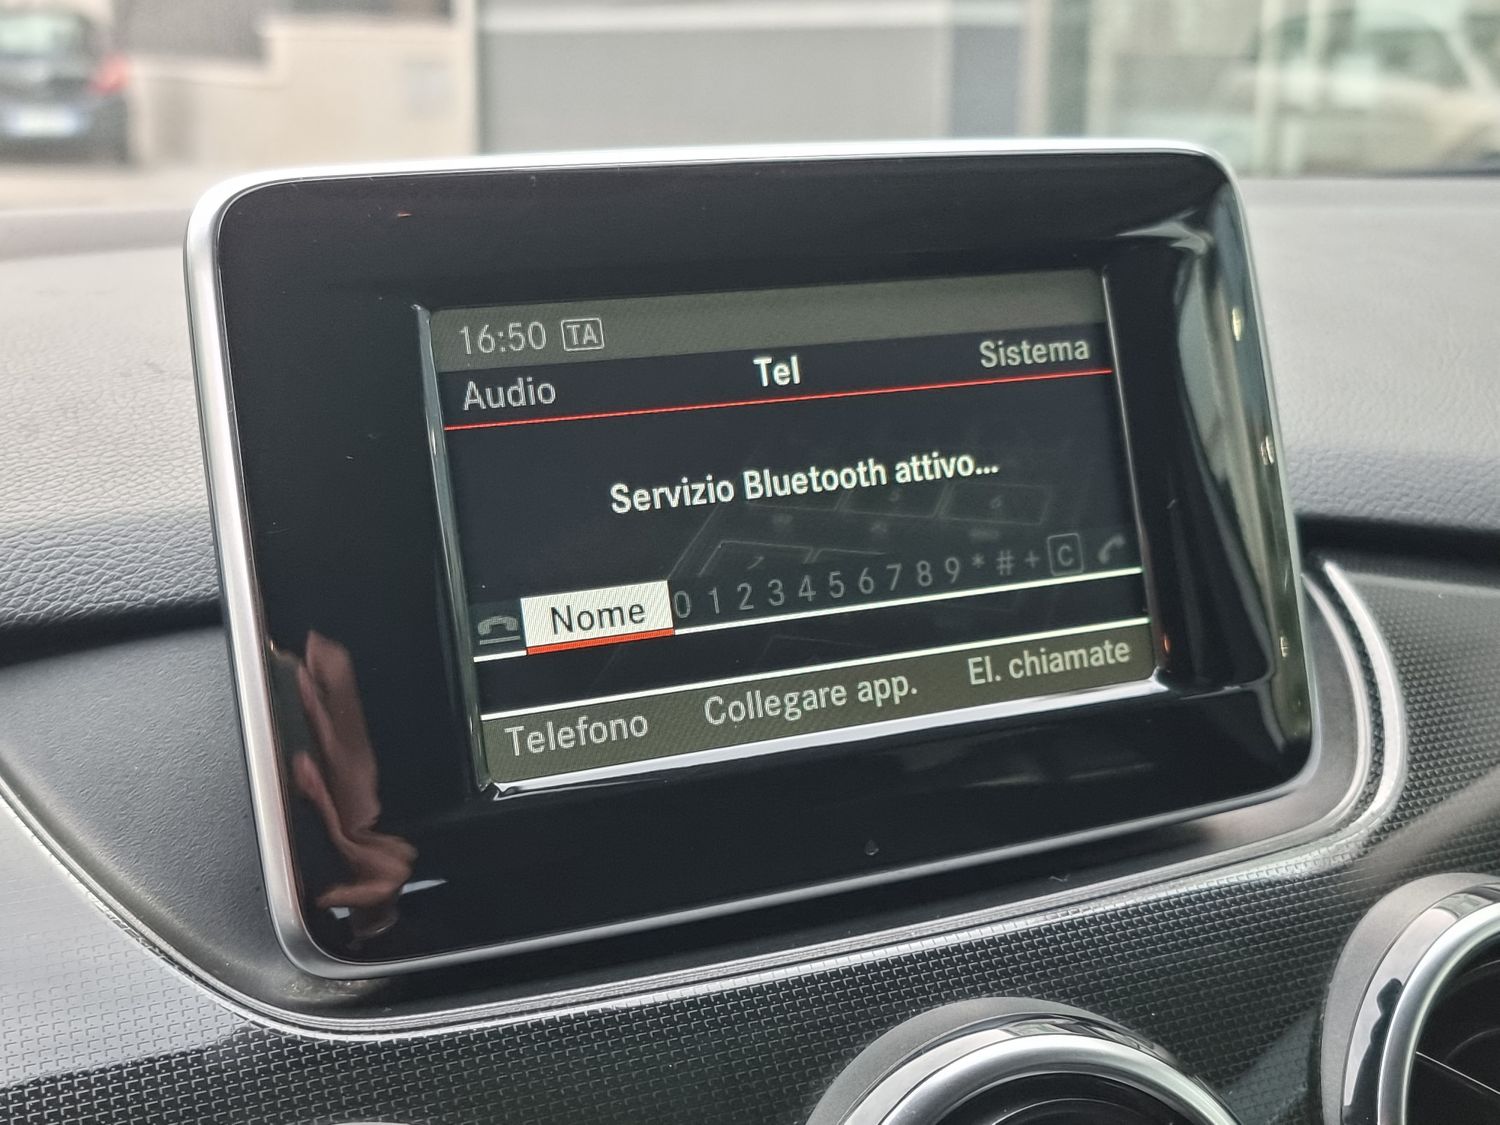 16:50 TA
Audio Tel Sistema
Servizio Bluetooth attivo...
Nome 0 1 2 3 4 5 6 7 8 9 * # + C
Telefono Collegare app. El. chiamate